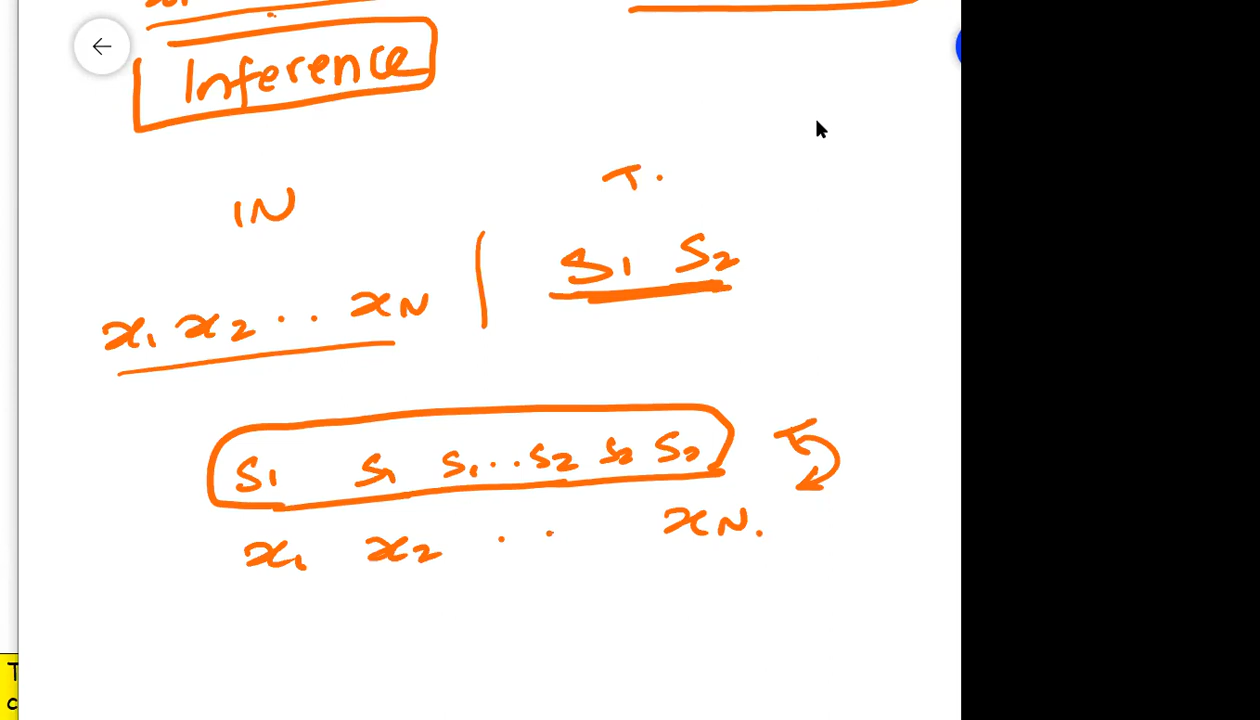 Inference
IN
T.
x1 x2 .. xN | S1 S2
S1 S1 S1 .. S2 S2 S2
x1 x2 .. xN.